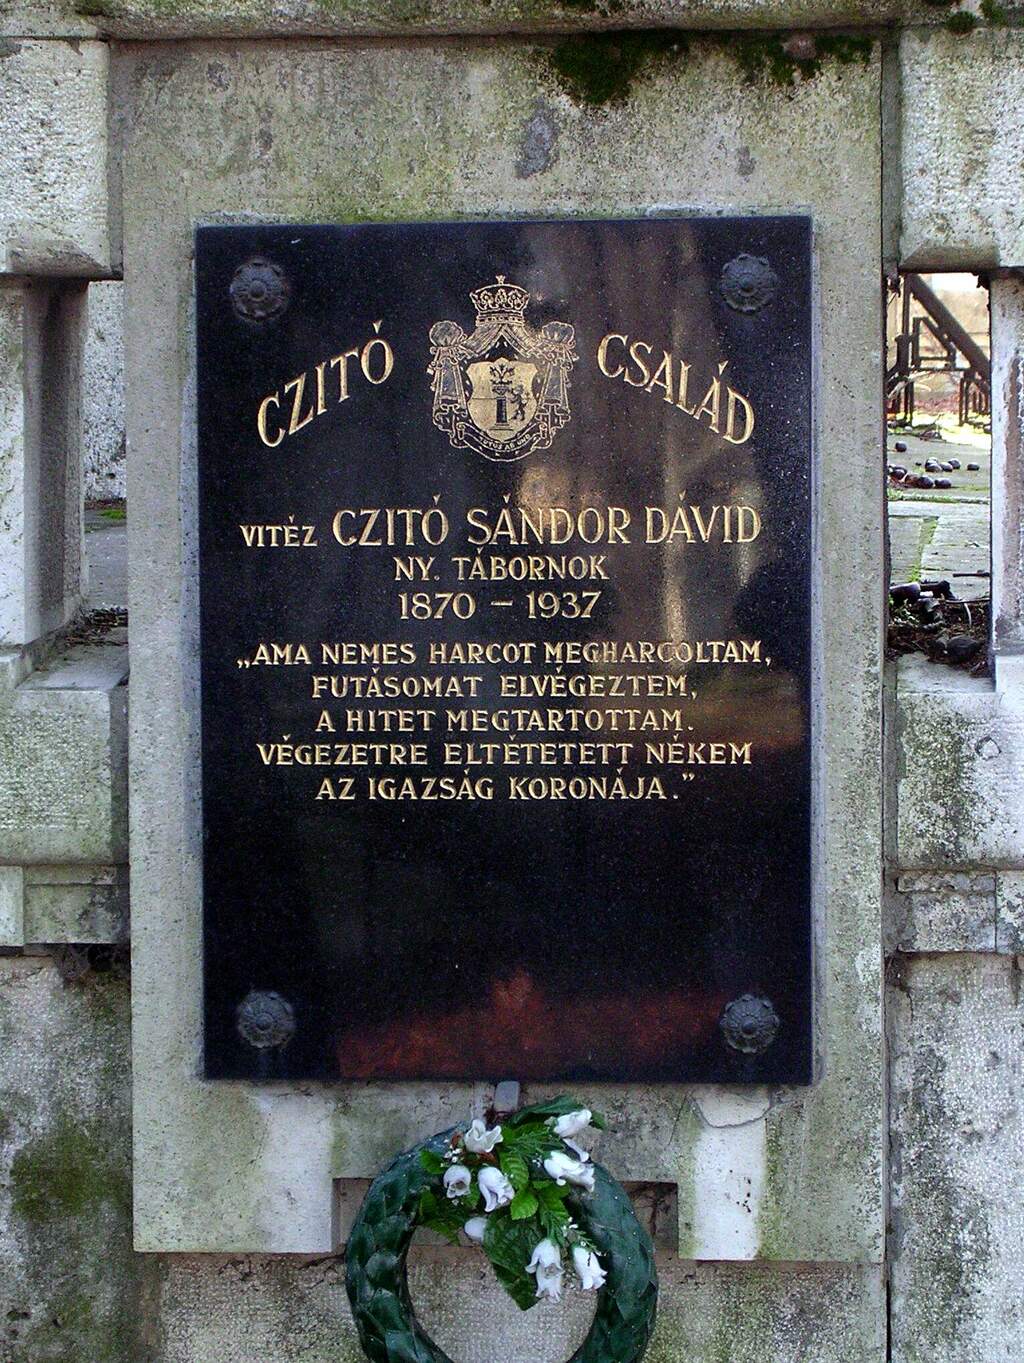 CZITÓ CSALÁD
VITÉZ CZITÓ SÁNDOR DÁVID
NY. TÁBORNOK
1870 – 1937
„AMA NEMES HARCOT MEGHARCOLTAM,
FUTÁSOMAT ELVÉGEZTEM,
A HITET MEGTARTOTTAM.
VÉGEZETRE ELTÉTETETT NÉKEM
AZ IGAZSÁG KORONÁJA.”